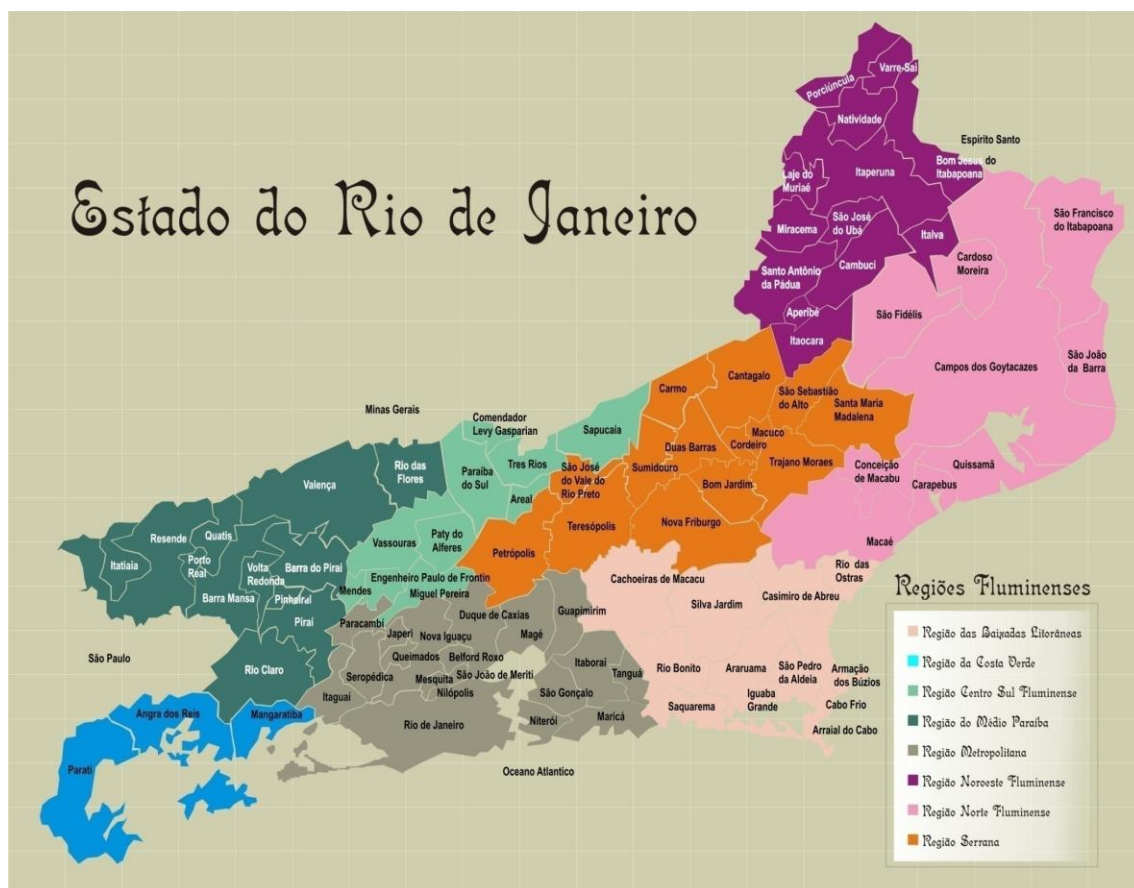 Estado do Rio de Janeiro
Porciúncula
Varre-Sai
Natividade
Espírito Santo
Bom Jesus do
Itabapoana
Laje do
Muriaé
Itaperuna
São Francisco
do Itabapoana
Miracema
São José
do Ubá
Italva
Cardoso
Moreira
Cambuci
Santo Antônio
da Pádua
Aperibé
São Fidélis
Itaocara
Campos dos Goytacazes
São João
da Barra
Cantagalo
Carmo
São Sebastião
do Alto
Santa Maria
Madalena
Minas Gerais
Comendador
Levy Gasparian
Sapucaia
Macuco
Cordeiro
Duas Barras
Trajano Moraes
Rio das
Flores
Paraíba
do Sul
Tres Rios
São José
do Vale do
Rio Preto
Sumidouro
Conceição
de Macabu
Quissamã
Carapebus
Valença
Areal
Bom Jardim
Teresópolis
Nova Friburgo
Vassouras
Paty do
Alferes
Petrópolis
Macaé
Resende
Quatis
Itatiaia
Porto
Real
Volta
Redonda
Barra do Piraí
Barra Mansa
Pinheiral
Piraí
Mendes
Engenheiro Paulo de Frontin
Miguel Pereira
Cachoeiras de Macacu
Rio das
Ostras
Casimiro de Abreu
Silva Jardim
Paracambi
Duque de Caxias
Guapimirim
Japeri
Nova Iguaçu
Magé
São Paulo
Rio Claro
Queimados
Belford Roxo
Itaboraí
Seropédica
Mesquita
São João de Meriti
Tanguá
Rio Bonito
Araruama
São Pedro
da Aldeia
Armação
dos Búzios
Itaguaí
Nilópolis
São Gonçalo
Iguaba
Grande
Saquarema
Cabo Frio
Angra dos Reis
Mangaratiba
Rio de Janeiro
Niterói
Maricá
Arraial do Cabo
Parati
Oceano Atlantico
Regiões Fluminenses
Região das Baixadas Litorâneas
Região da Costa Verde
Região Centro Sul Fluminense
Região do Médio Paraíba
Região Metropolitana
Região Noroeste Fluminense
Região Norte Fluminense
Região Serrana